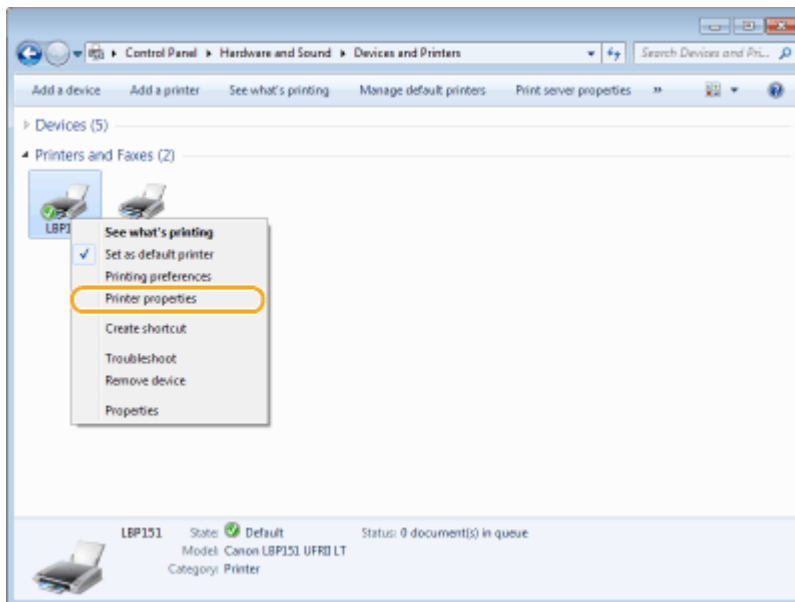 Control Panel ▸ Hardware and Sound ▸ Devices and Printers
Search Devices and Pri...
Add a device Add a printer See what's printing Manage default printers Print server properties »
Devices (5)
Printers and Faxes (2)
LBP1
See what's printing
Set as default printer
Printing preferences
Printer properties
Create shortcut
Troubleshoot
Remove device
Properties
LBP151 State: Default Status: 0 document(s) in queue
Model: Canon LBP151 UFRII LT
Category: Printer